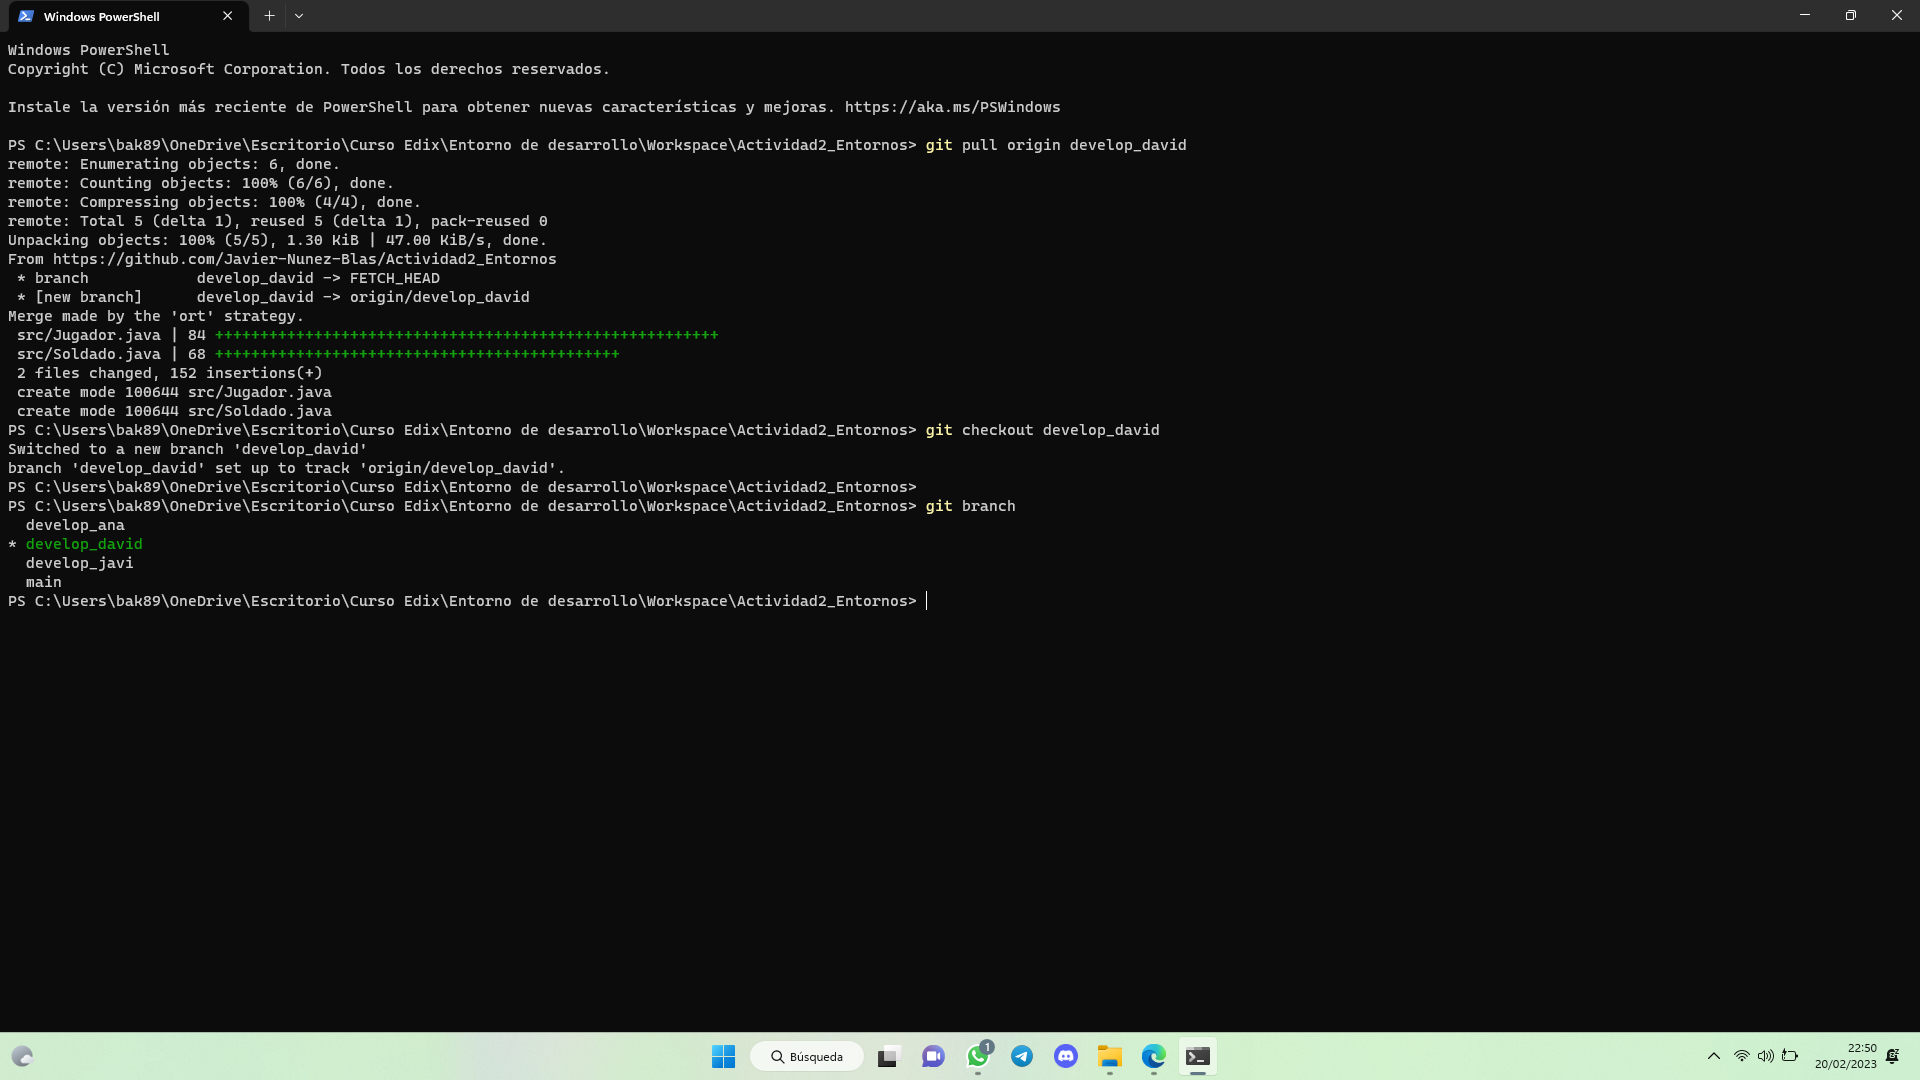 Windows PowerShell
Windows PowerShell
Copyright (C) Microsoft Corporation. Todos los derechos reservados.
Instale la versión más reciente de PowerShell para obtener nuevas características y mejoras. https://aka.ms/PSWindows
PS C:\Users\bak89\OneDrive\Escritorio\Curso Edix\Entorno de desarrollo\Workspace\Actividad2_Entornos> git pull origin develop_david
remote: Enumerating objects: 6, done.
remote: Counting objects: 100% (6/6), done.
remote: Compressing objects: 100% (4/4), done.
remote: Total 5 (delta 1), reused 5 (delta 1), pack-reused 0
Unpacking objects: 100% (5/5), 1.30 KiB | 47.00 KiB/s, done.
From https://github.com/Javier-Nunez-Blas/Actividad2_Entornos
 * branch            develop_david -> FETCH_HEAD
 * [new branch]      develop_david -> origin/develop_david
Merge made by the 'ort' strategy.
 src/Jugador.java | 84 ++++++++++++++++++++++++++++++++++++++++++++++++++++++++
 src/Soldado.java | 68 +++++++++++++++++++++++++++++++++++++++++++++
 2 files changed, 152 insertions(+)
 create mode 100644 src/Jugador.java
 create mode 100644 src/Soldado.java
PS C:\Users\bak89\OneDrive\Escritorio\Curso Edix\Entorno de desarrollo\Workspace\Actividad2_Entornos> git checkout develop_david
Switched to a new branch 'develop_david'
branch 'develop_david' set up to track 'origin/develop_david'.
PS C:\Users\bak89\OneDrive\Escritorio\Curso Edix\Entorno de desarrollo\Workspace\Actividad2_Entornos>
PS C:\Users\bak89\OneDrive\Escritorio\Curso Edix\Entorno de desarrollo\Workspace\Actividad2_Entornos> git branch
  develop_ana
* develop_david
  develop_javi
  main
PS C:\Users\bak89\OneDrive\Escritorio\Curso Edix\Entorno de desarrollo\Workspace\Actividad2_Entornos>
Búsqueda
1
22:50
20/02/2023